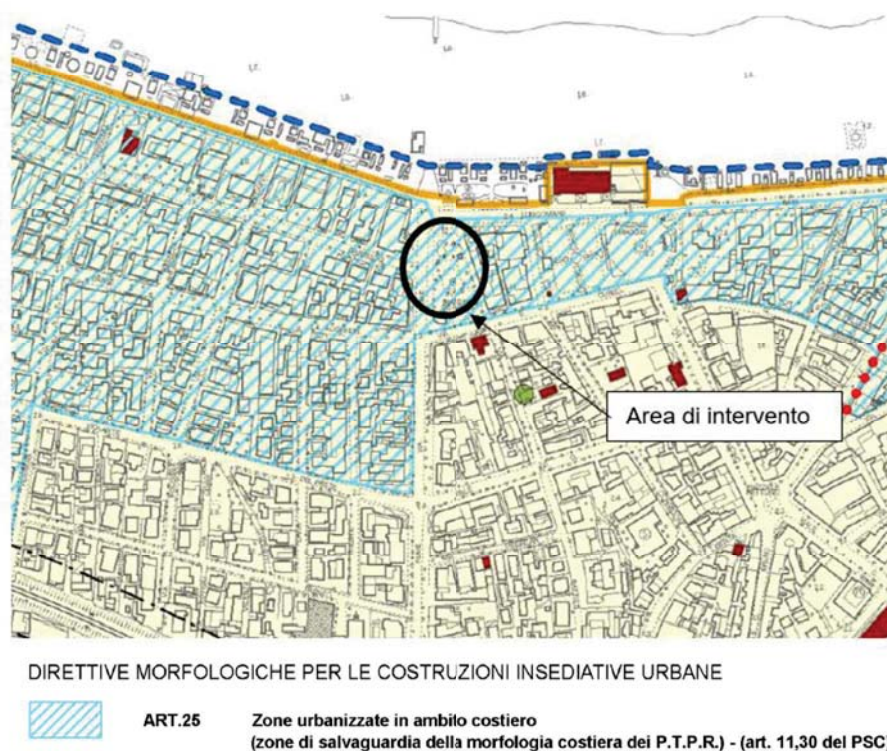 Area di intervento
DIRETTIVE MORFOLOGICHE PER LE COSTRUZIONI INSEDIATIVE URBANE
ART.25 Zone urbanizzate in ambito costiero
(zone di salvaguardia della morfologia costiera dei P.T.P.R.) - (art. 11,30 del PSC)